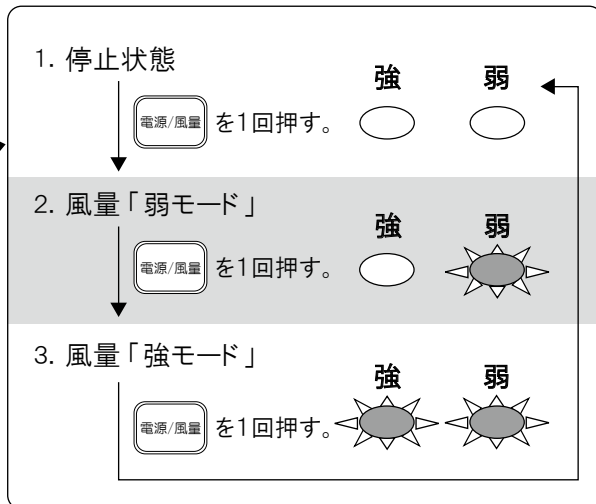 1. 停止状態
強 弱
電源/風量 を1回押す。
2. 風量「弱モード」
強 弱
電源/風量 を1回押す。
3. 風量「強モード」
強 弱
電源/風量 を1回押す。